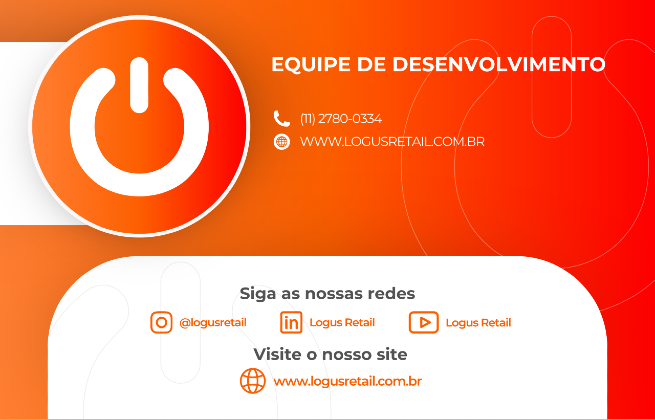 EQUIPE DE DESENVOLVIMENTO
(11) 2780-0334
WWW.LOGUSRETAIL.COM.BR
Siga as nossas redes
@logusretail Logus Retail Logus Retail
Visite o nosso site
www.logusretail.com.br